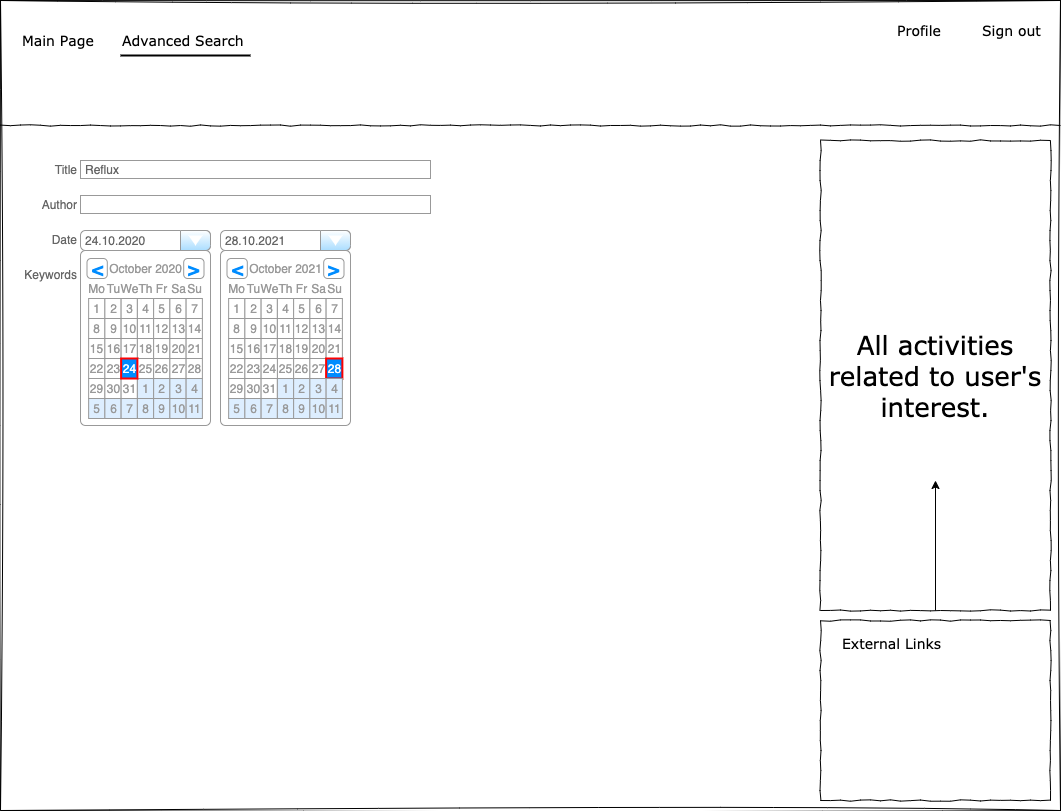 Main Page Advanced Search Profile Sign out
Title Reflux
Author
Date 24.10.2020 28.10.2021
Keywords
< October 2020 >
Mo Tu We Th Fr Sa Su
1 2 3 4 5 6 7
8 9 10 11 12 13 14
15 16 17 18 19 20 21
22 23 24 25 26 27 28
29 30 31 1 2 3 4
5 6 7 8 9 10 11
< October 2021 >
Mo Tu We Th Fr Sa Su
1 2 3 4 5 6 7
8 9 10 11 12 13 14
15 16 17 18 19 20 21
22 23 24 25 26 27 28
29 30 31 1 2 3 4
5 6 7 8 9 10 11
All activities
related to user's
interest.
External Links